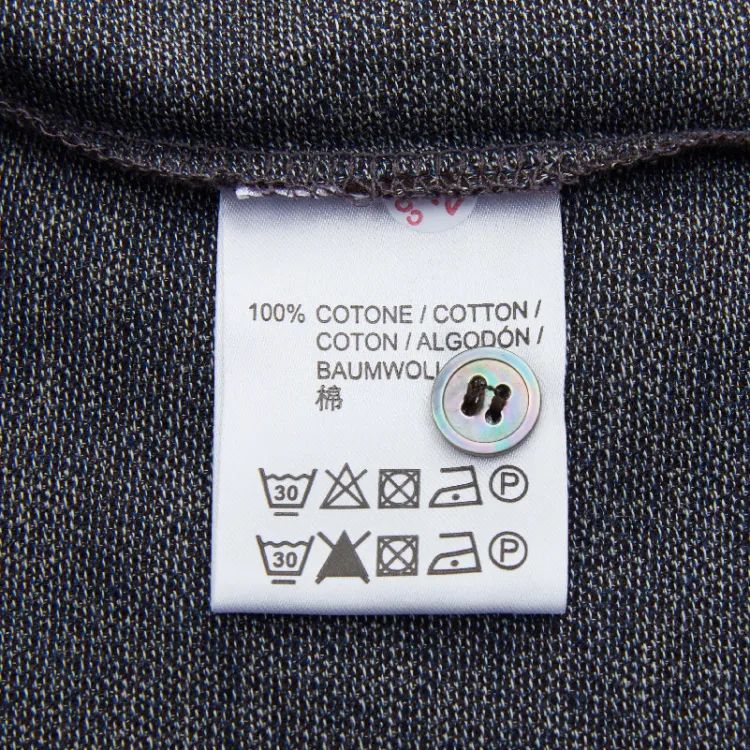 100% COTONE / COTTON /
COTON / ALGODÓN /
BAUMWOLL
棉
30 P
30 P